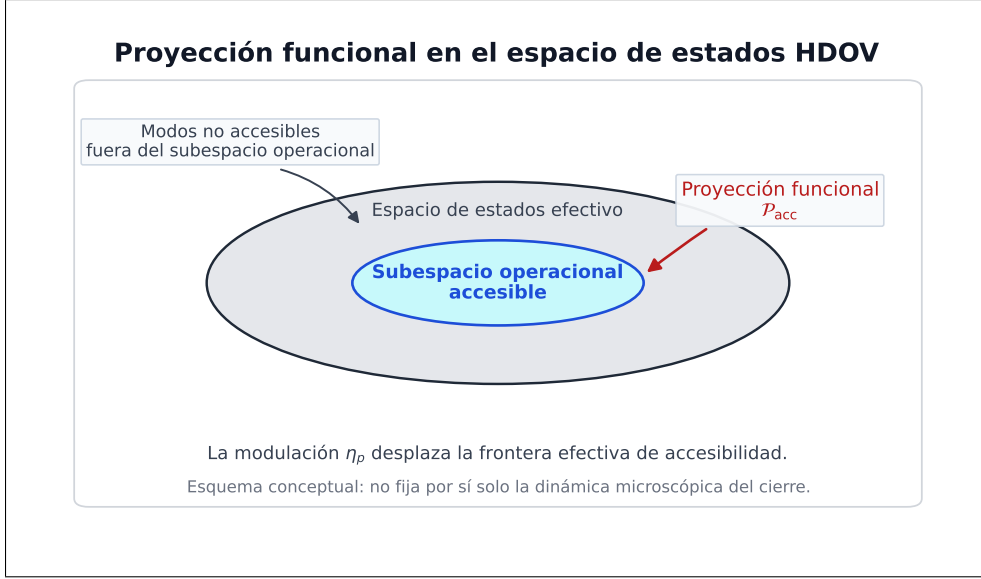 Proyección funcional en el espacio de estados HDOV
Modos no accesibles
fuera del subespacio operacional
Proyección funcional
𝒫acc
Espacio de estados efectivo
Subespacio operacional
accesible
La modulación ηp desplaza la frontera efectiva de accesibilidad.
Esquema conceptual: no fija por sí solo la dinámica microscópica del cierre.